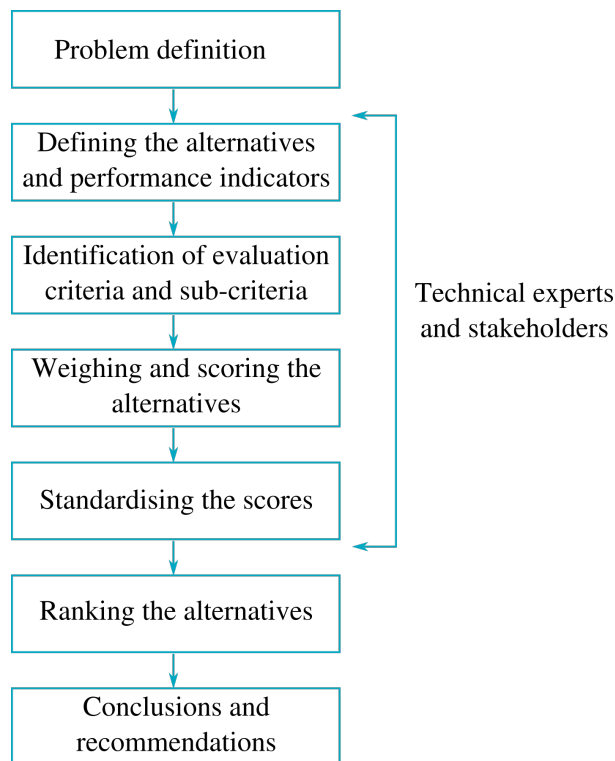 Problem definition
Defining the alternatives
and performance indicators
Identification of evaluation
criteria and sub-criteria
Technical experts
and stakeholders
Weighing and scoring the
alternatives
Standardising the scores
Ranking the alternatives
Conclusions and
recommendations